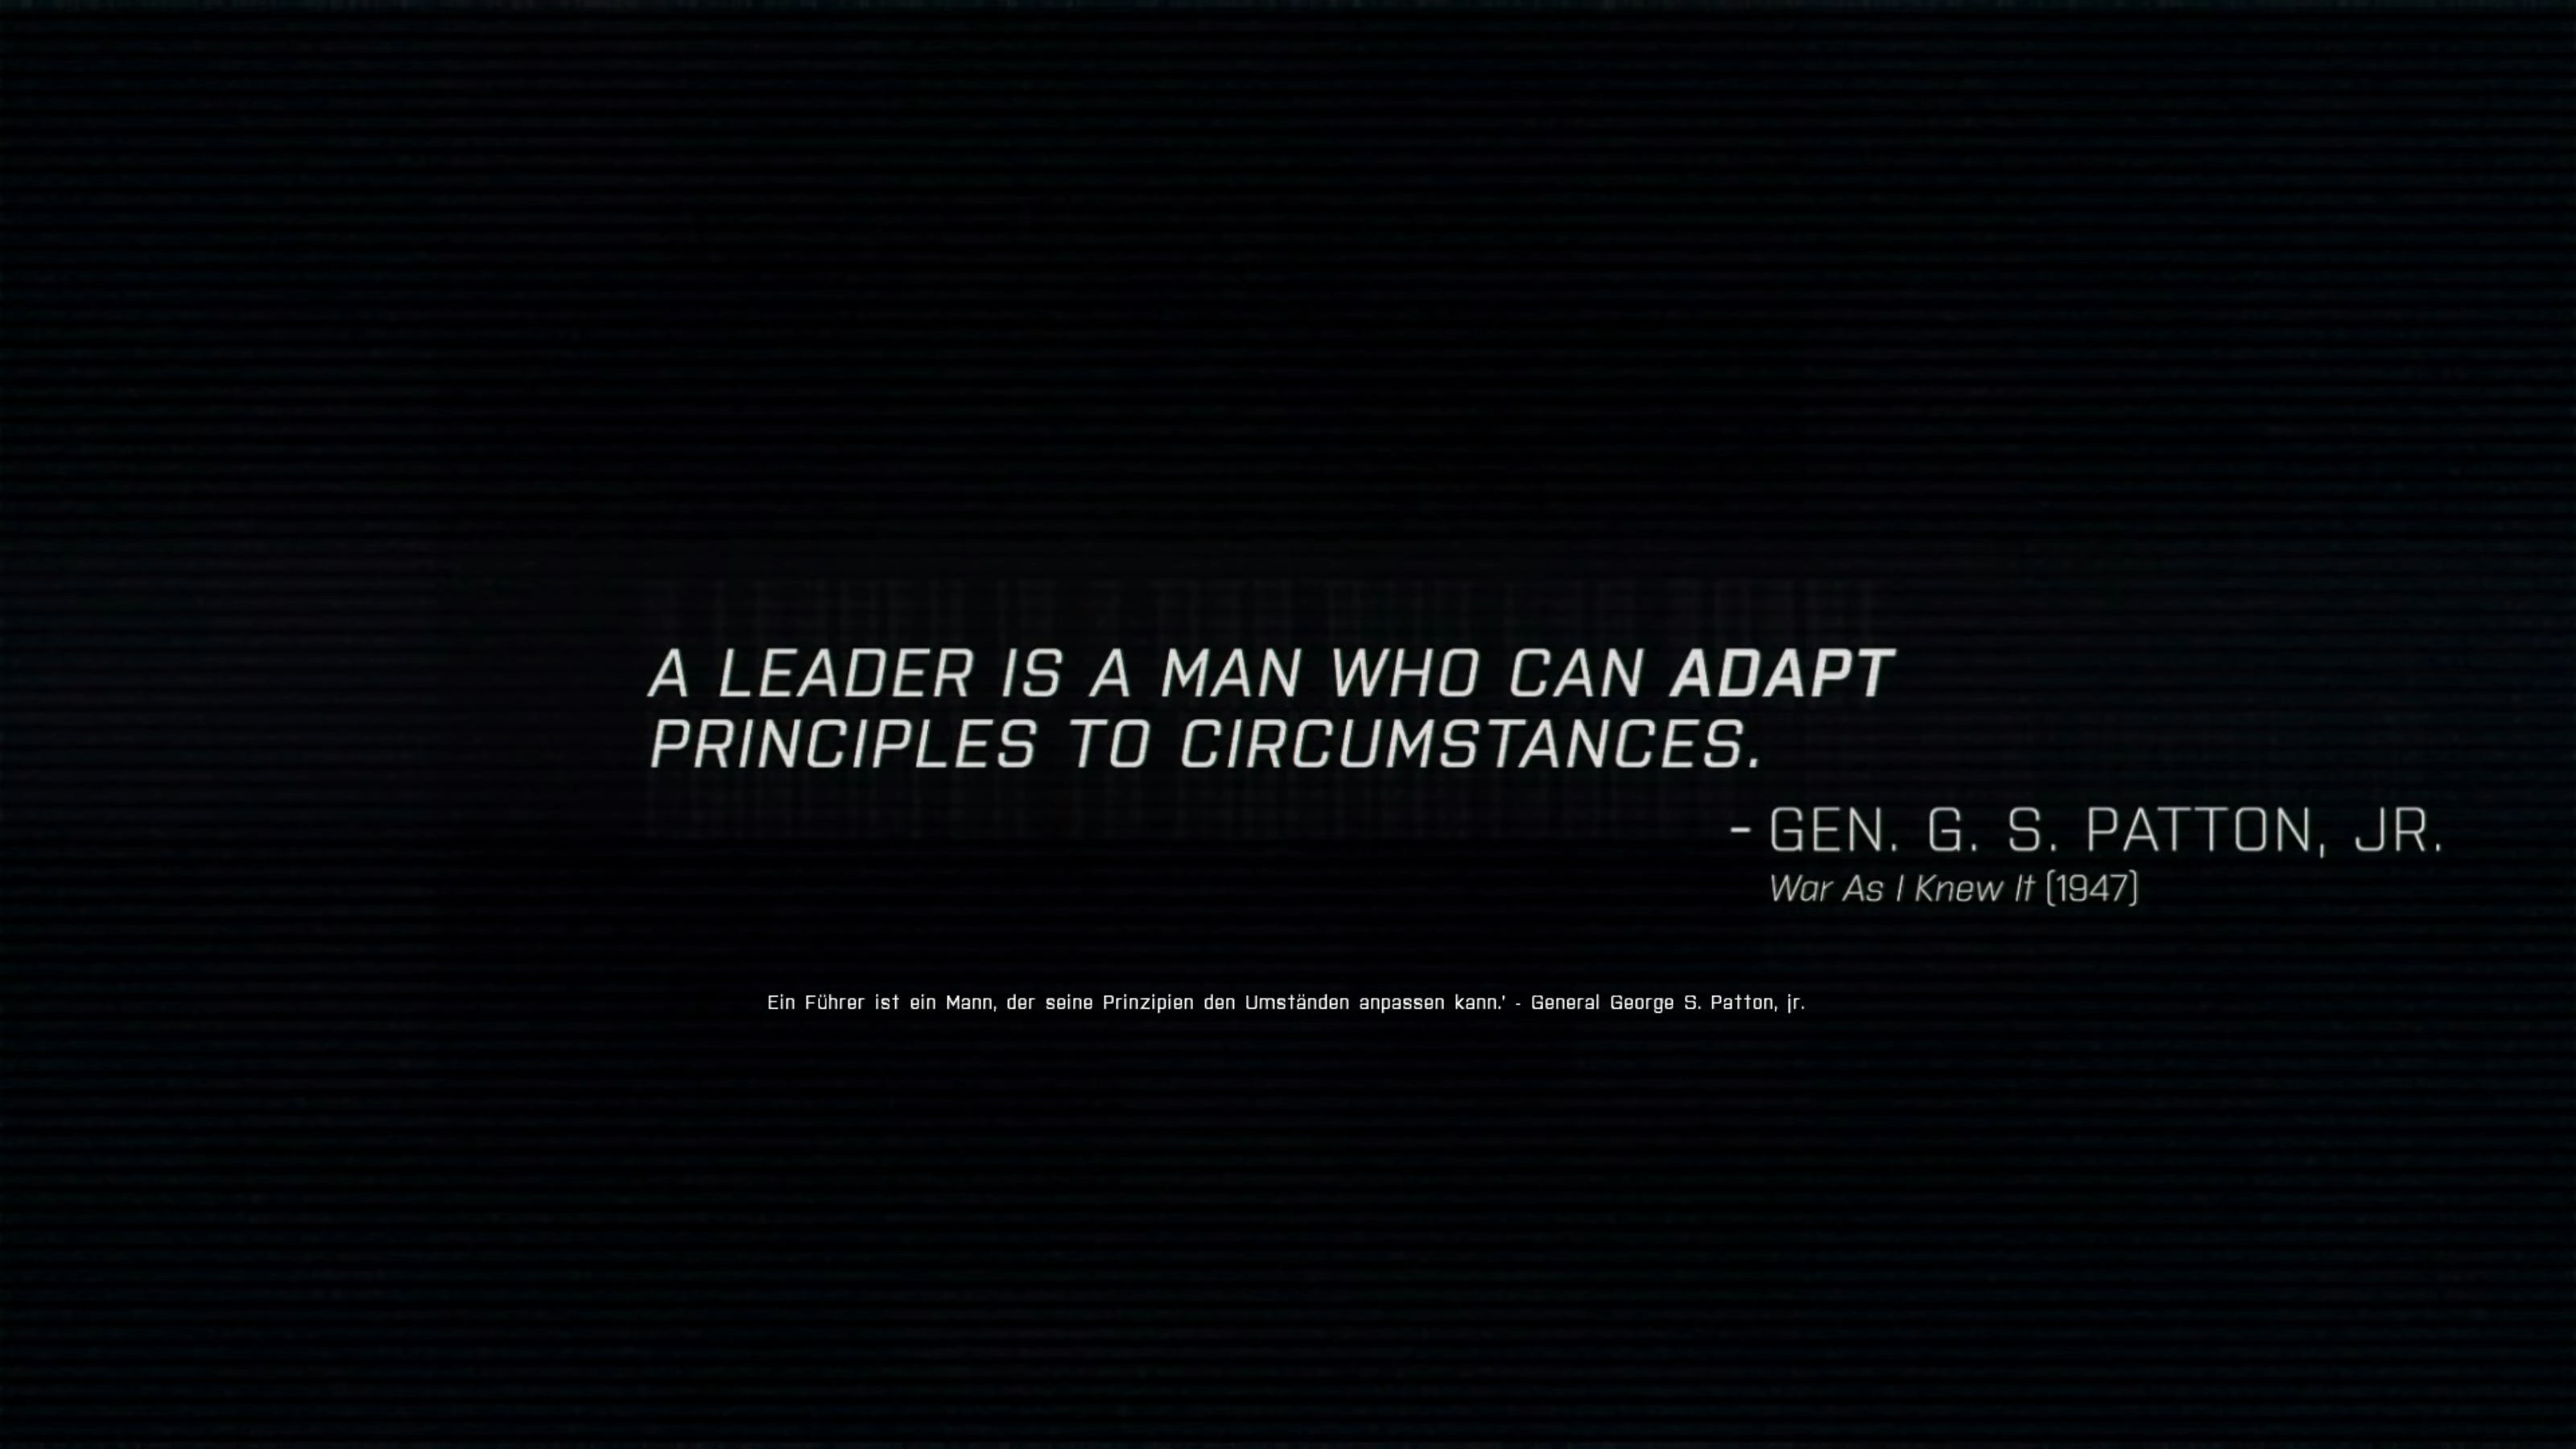 A LEADER IS A MAN WHO CAN ADAPT
PRINCIPLES TO CIRCUMSTANCES.
- GEN. G. S. PATTON, JR.
War As I Knew It (1947)
Ein Führer ist ein Mann, der seine Prinzipien den Umständen anpassen kann.' - General George S. Patton, jr.